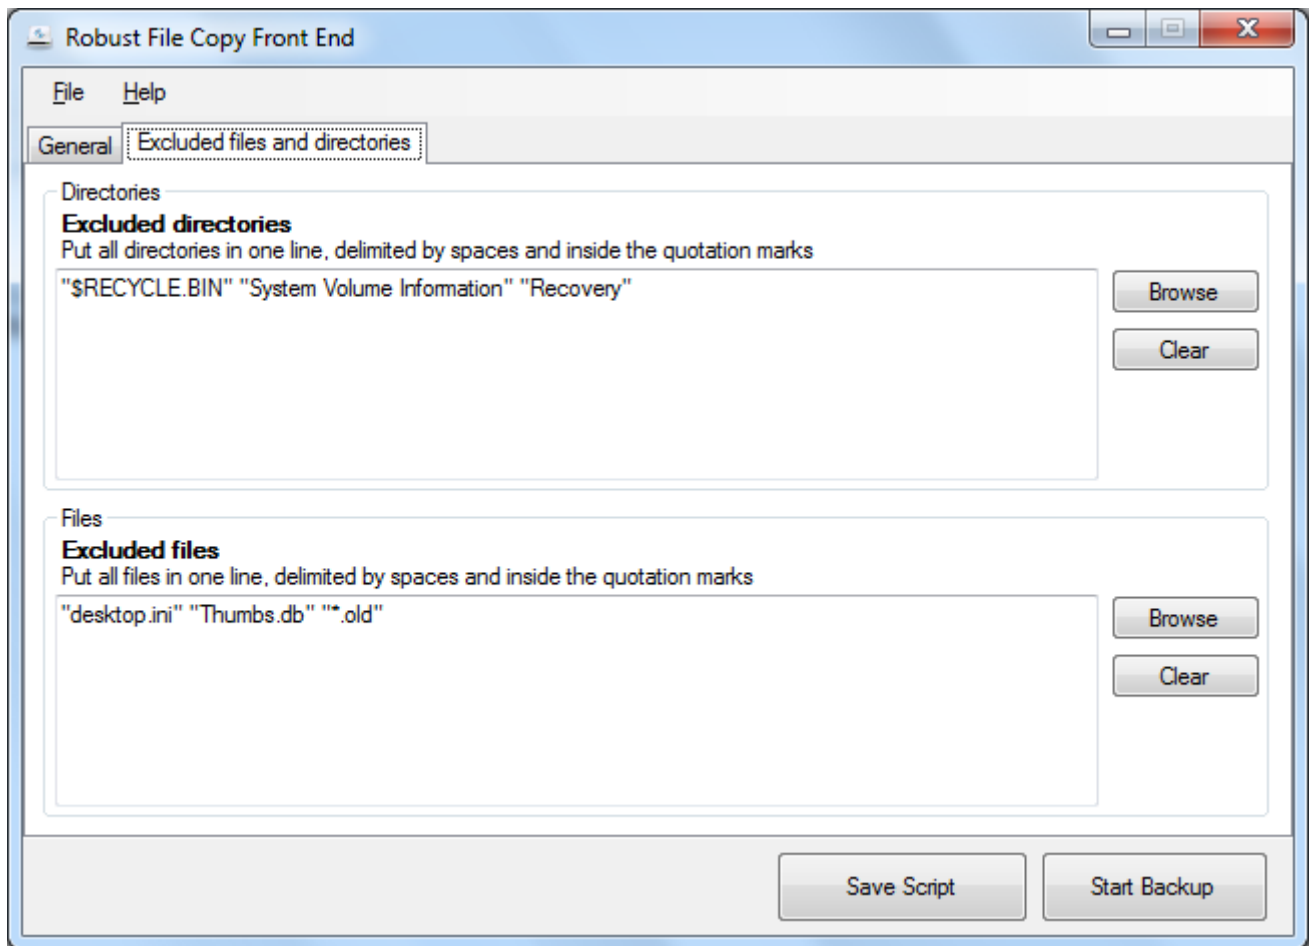 Robust File Copy Front End
File Help
General Excluded files and directories
Directories
Excluded directories
Put all directories in one line, delimited by spaces and inside the quotation marks
"$RECYCLE.BIN" "System Volume Information" "Recovery"
Browse
Clear
Files
Excluded files
Put all files in one line, delimited by spaces and inside the quotation marks
"desktop.ini" "Thumbs.db" "*.old"
Browse
Clear
Save Script Start Backup